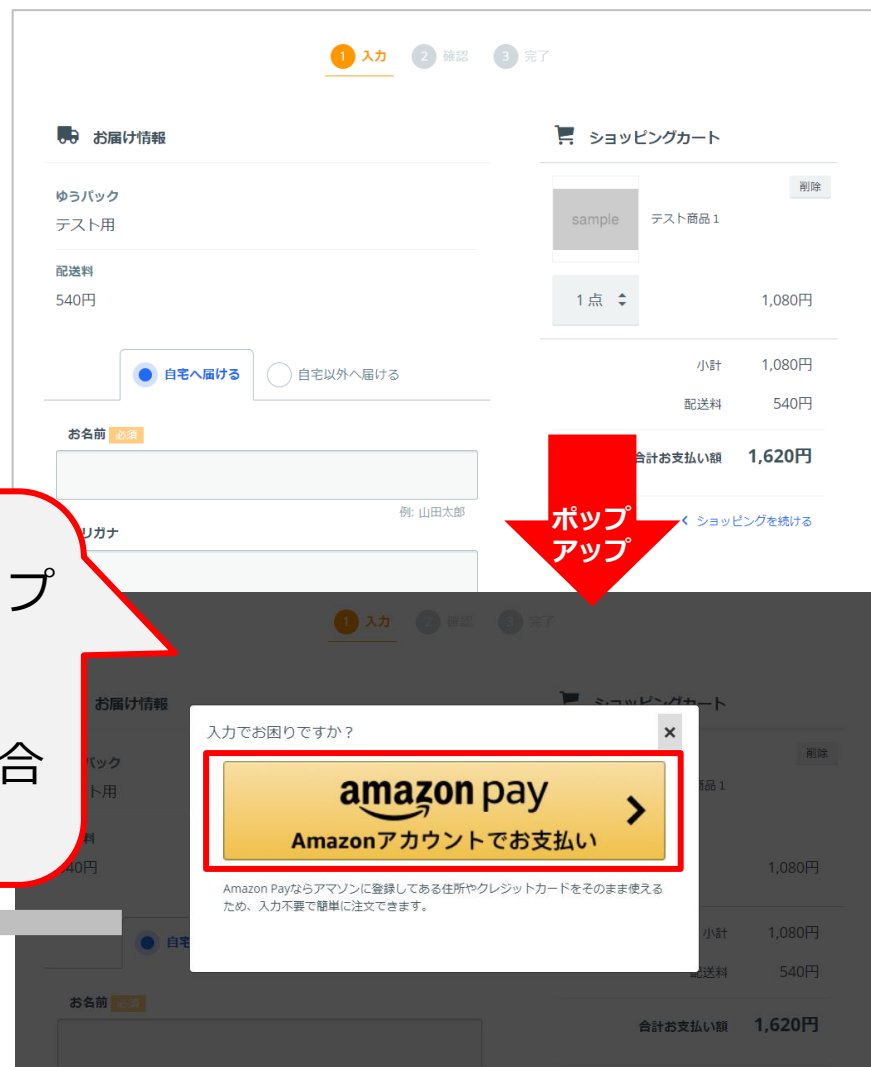 1 入力 2 確認 3 完了
お届け情報
ゆうパック
テスト用
配送料
540円
自宅へ届ける 自宅以外へ届ける
お名前 必須
例: 山田太郎
リガナ
ショッピングカート
削除
sample テスト商品1
1 点 1,080円
小計 1,080円
配送料 540円
合計お支払い額 1,620円
ショッピングを続ける
ポップ
アップ
プ
合
1 入力 2 確認 3 完了
お届け情報
ショッピングカート
パック
ト用
料
40円
削除
商品1
1,080円
入力でお困りですか?
×
amazon pay
Amazonアカウントでお支払い
Amazon Payならアマゾンに登録してある住所やクレジットカードをそのまま使える
ため、入力不要で簡単に注文できます。
自宅
小計 1,080円
配送料 540円
お名前 必須
合計お支払い額 1,620円